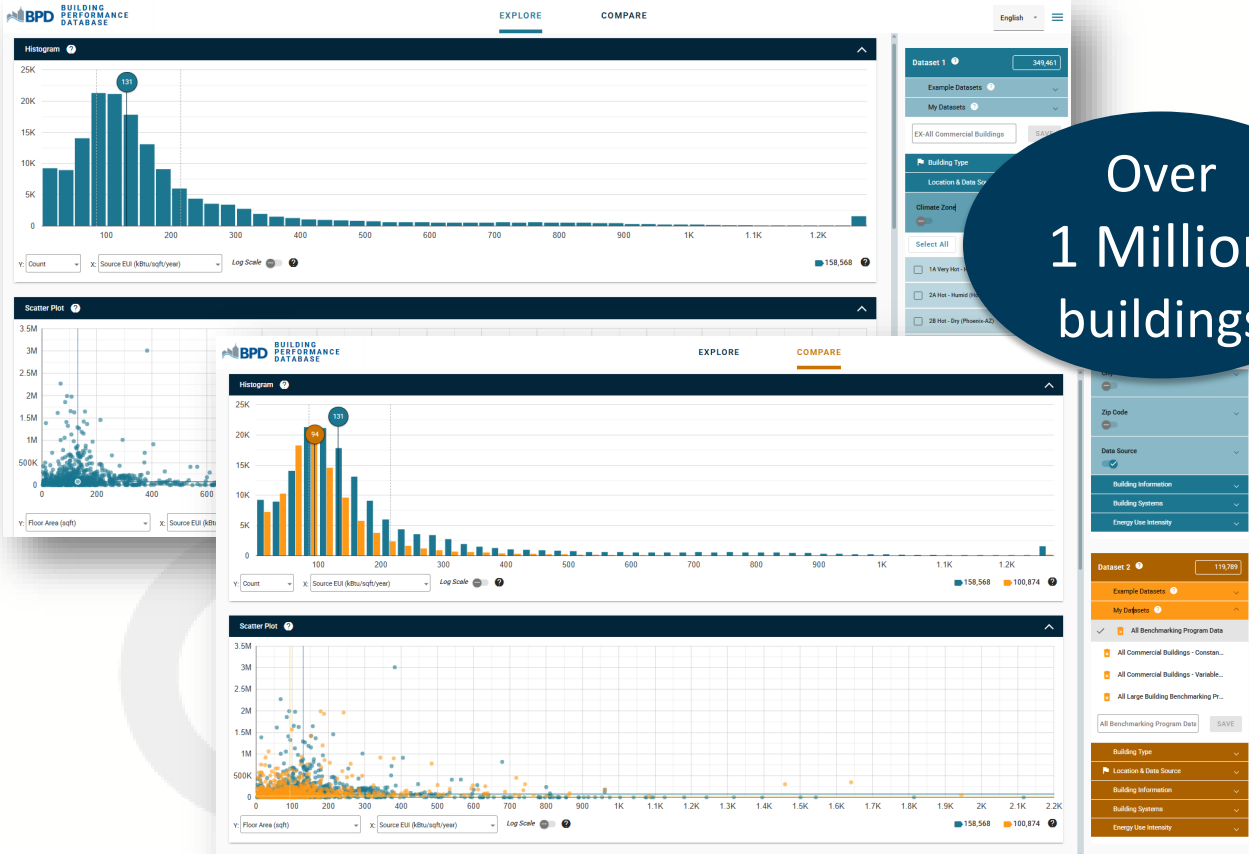 BPD BUILDING PERFORMANCE DATABASE
EXPLORE COMPARE
English
Histogram ?
25K
20K
15K
10K
5K
0
131
100 200 300 400 500 600 700 800 900 1K 1.1K 1.2K
Y: Count X: Source EUI (kBtu/sqft/year) Log Scale ? 158,568 ?
Scatter Plot ?
3.5M
3M
2.5M
2M
1.5M
1M
500K
0
0 200 400 600
Y: Floor Area (sqft) X: Source EUI (kBtu
Dataset 1 ? 349,461
Example Datasets ?
My Datasets ?
EX-All Commercial Buildings SAVE
Building Type
Location & Data So
Climate Zone
Select All
1A Very Hot - H
2A Hot - Humid (Ho
2B Hot - Dry (Phoenix-AZ)
Over
1 Million
buildings
BPD BUILDING PERFORMANCE DATABASE
EXPLORE COMPARE
Histogram ?
25K
20K
15K
10K
5K
0
94
131
100 200 300 400 500 600 700 800 900 1K 1.1K 1.2K
Y: Count X: Source EUI (kBtu/sqft/year) Log Scale ? 158,568 100,874 ?
Scatter Plot ?
3.5M
3M
2.5M
2M
1.5M
1M
500K
0
0 100 200 300 400 500 600 700 800 900 1K 1.1K 1.2K 1.3K 1.4K 1.5K 1.6K 1.7K 1.8K 1.9K 2K 2.1K 2.2K
Y: Floor Area (sqft) X: Source EUI (kBtu/sqft/year) Log Scale ? 158,568 100,874 ?
Zip Code
Data Source
Building Information
Building Systems
Energy Use Intensity
Dataset 2 ? 119,789
Example Datasets ?
My Datasets ?
All Benchmarking Program Data
All Commercial Buildings - Constan...
All Commercial Buildings - Variable...
All Large Building Benchmarking Pr...
All Benchmarking Program Data SAVE
Building Type
Location & Data Source
Building Information
Building Systems
Energy Use Intensity